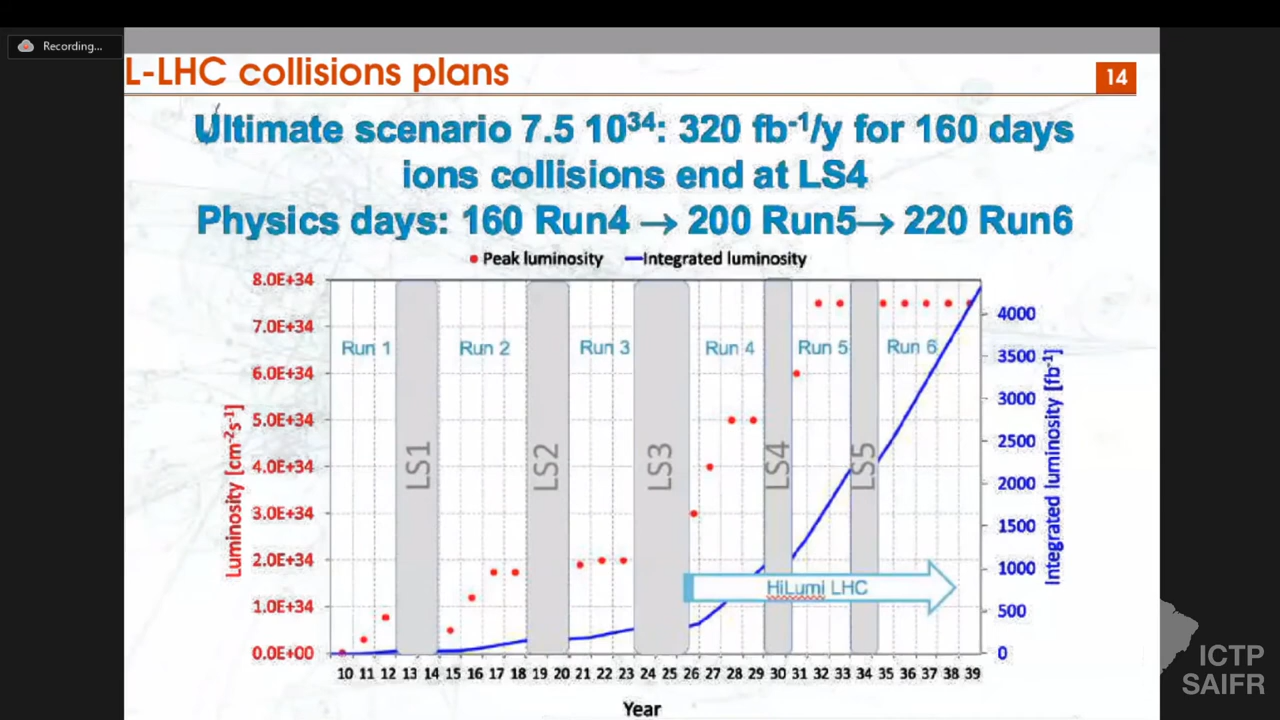 Recording...
L-LHC collisions plans
14
Ultimate scenario 7.5 10³⁴: 320 fb⁻¹/y for 160 days
ions collisions end at LS4
Physics days: 160 Run4 → 200 Run5→ 220 Run6
Peak luminosity Integrated luminosity
8.0E+34
7.0E+34
6.0E+34
5.0E+34
4.0E+34
3.0E+34
2.0E+34
1.0E+34
0.0E+00
Luminosity [cm⁻²s⁻¹]
Run 1
Run 2
Run 3
Run 4
Run 5
Run 6
LS1
LS2
LS3
LS4
LS5
HiLumi LHC
4000
3500
3000
2500
2000
1500
1000
500
0
Integrated luminosity [fb⁻¹]
10 11 12 13 14 15 16 17 18 19 20 21 22 23 24 25 26 27 28 29 30 31 32 33 34 35 36 37 38 39
Year
ICTP
SAIFR